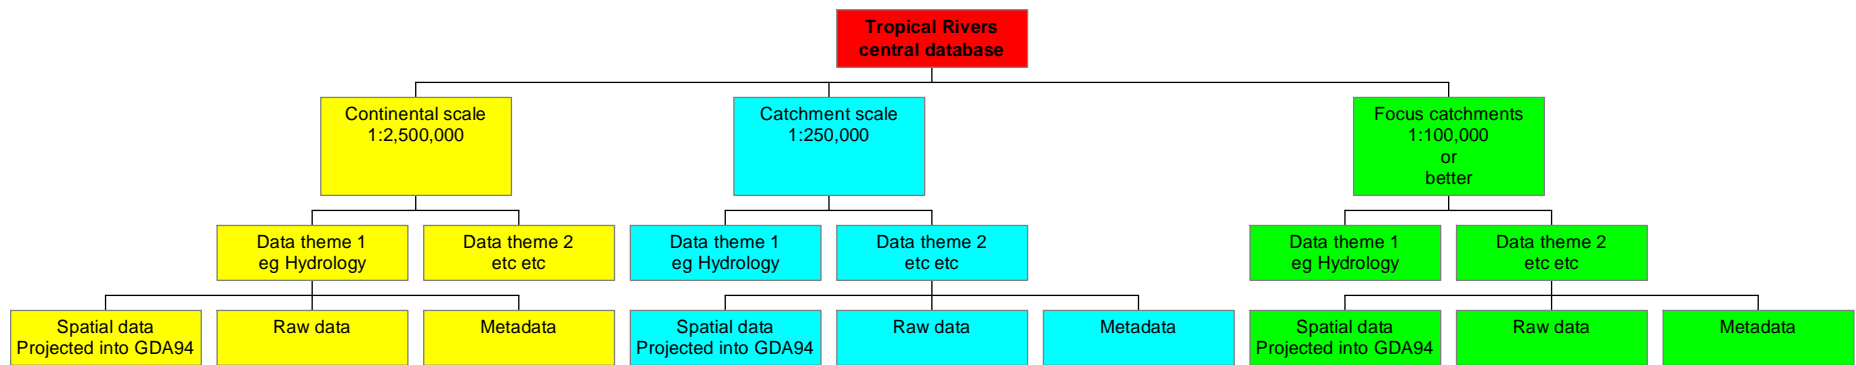 Tropical Rivers
central database
Continental scale
1:2,500,000
Catchment scale
1:250,000
Focus catchments
1:100,000
or
better
Data theme 1
eg Hydrology
Data theme 2
etc etc
Data theme 1
eg Hydrology
Data theme 2
etc etc
Data theme 1
eg Hydrology
Data theme 2
etc etc
Spatial data
Projected into GDA94
Raw data
Metadata
Spatial data
Projected into GDA94
Raw data
Metadata
Spatial data
Projected into GDA94
Raw data
Metadata